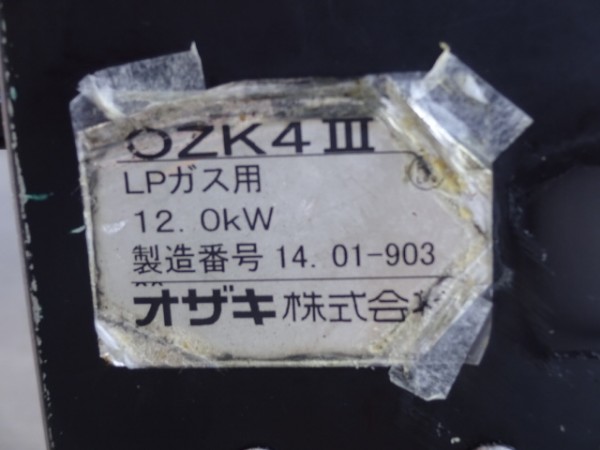 OZK4 III
LPガス用
12.0kW
製造番号 14.01-903
オザキ株式会社